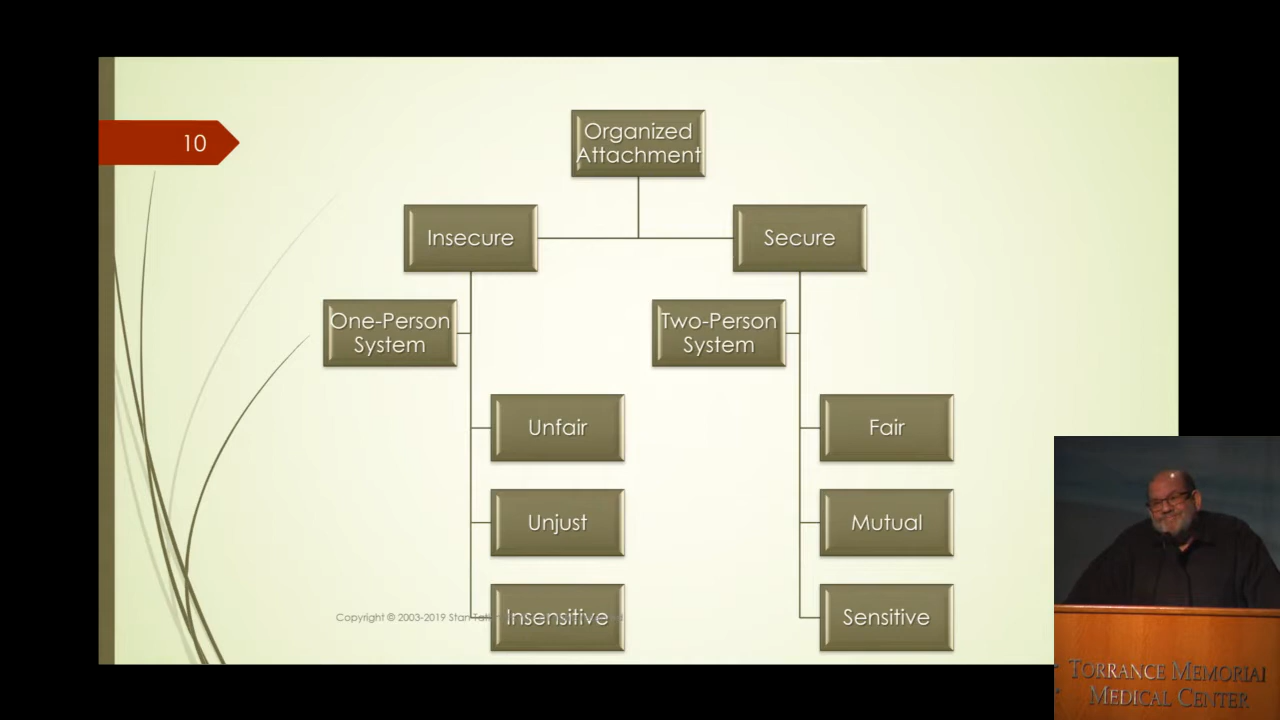 10
Organized
Attachment
Insecure
Secure
One-Person
System
Two-Person
System
Unfair
Fair
Unjust
Mutual
Copyright © 2003-2019 Stan
Insensitive
Sensitive
TORRANCE MEMORIAL
MEDICAL CENTER